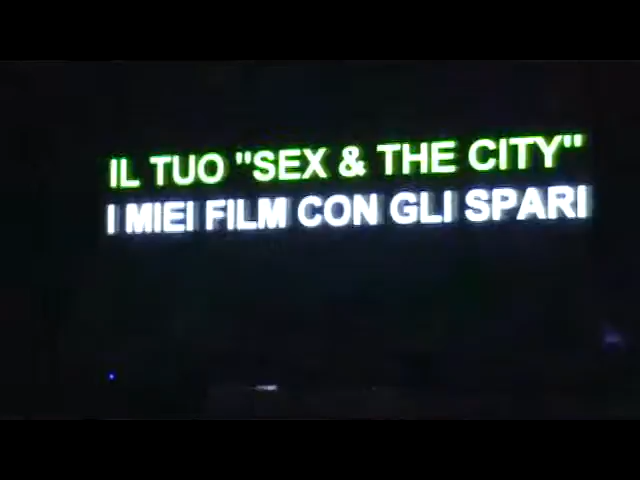 IL TUO "SEX & THE CITY"
I MIEI FILM CON GLI SPARI